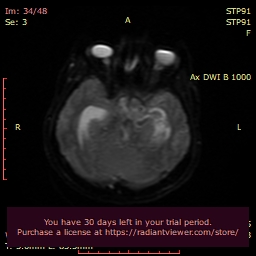 Im: 34/48
Se: 3
STP91
STP91
F
A
Ax DWI B 1000
R
L
You have 30 days left in your trial period.
Purchase a license at https://radiantviewer.com/store/